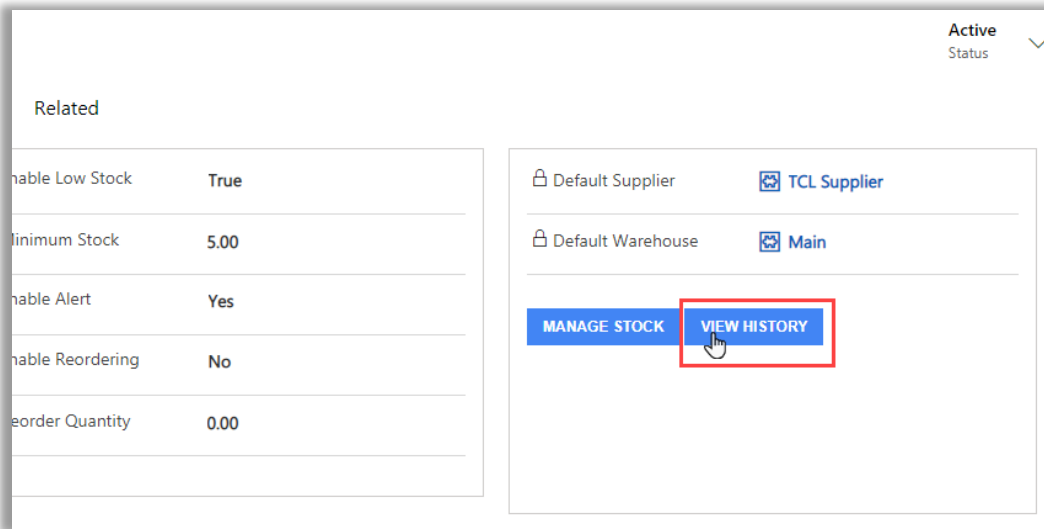 Active
Status
Related
nable Low Stock True
inimum Stock 5.00
nable Alert Yes
nable Reordering No
eorder Quantity 0.00
Default Supplier TCL Supplier
Default Warehouse Main
MANAGE STOCK VIEW HISTORY